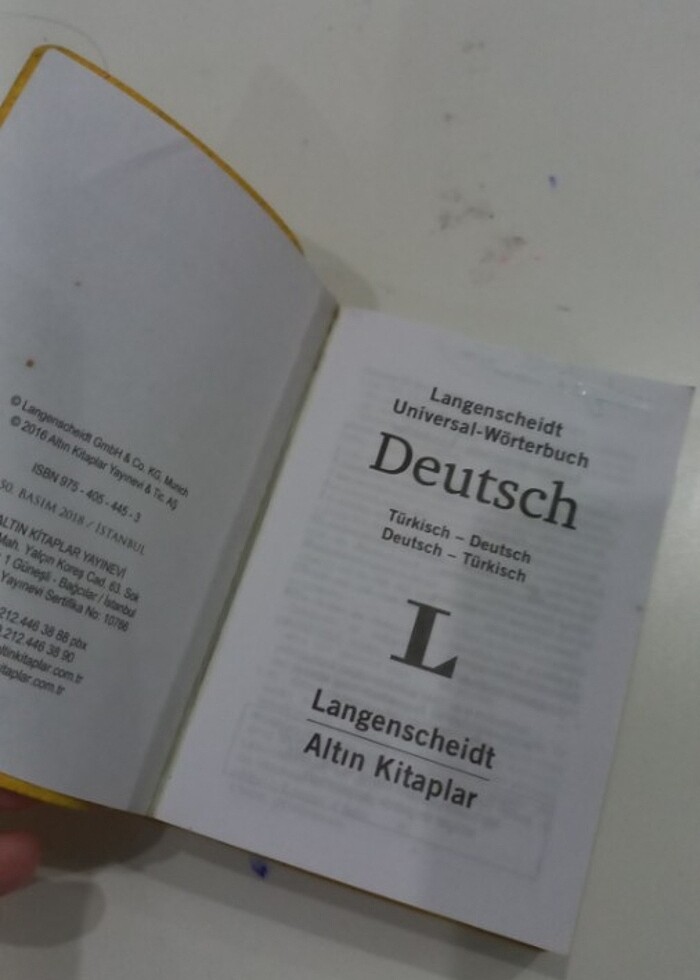 © Langenscheidt GmbH & Co. KG, Munich
© 2016 Altın Kitaplar Yayınevi & Tic. AŞ
ISBN 975 - 405 - 445 - 3
50. BASIM 2018 / İSTANBUL
ALTIN KİTAPLAR YAYINEVİ
Mah. Yalçın Koreş Cad. 63. Sok
1 Güneşli - Bağcılar / İstanbul
Yayınevi Sertifika No: 10766
212 446 38 88 pbx
212 446 38 90
altinkitaplar.com.tr
kitaplar.com.tr
Langenscheidt
Universal-Wörterbuch
Deutsch
Türkisch – Deutsch
Deutsch – Türkisch
L
Langenscheidt
Altın Kitaplar